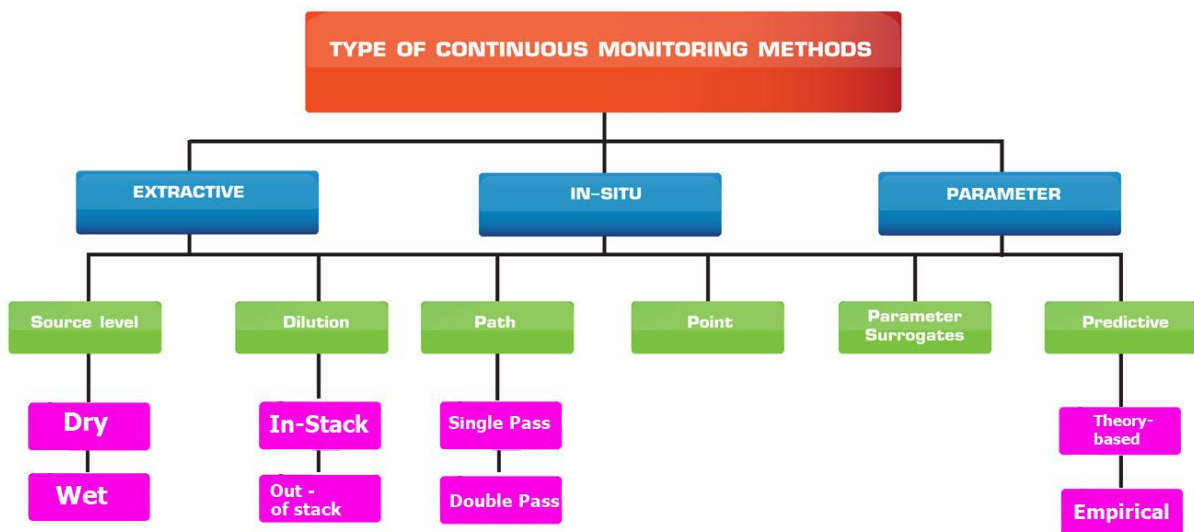 TYPE OF CONTINUOUS MONITORING METHODS
EXTRACTIVE
IN-SITU
PARAMETER
Source level
Dilution
Path
Point
Parameter
Surrogates
Predictive
Dry
In-Stack
Single Pass
Theory-
based
Wet
Out -
of stack
Double Pass
Empirical